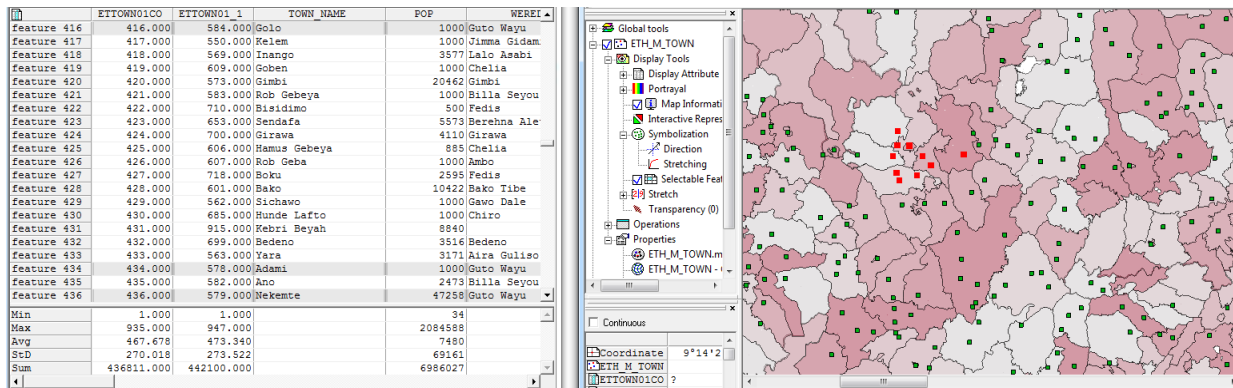 ETTOWN01CO ETTOWN01_1 TOWN_NAME POP WERED
feature 416 416.000 584.000 Golo 1000 Guto Wayu
feature 417 417.000 550.000 Kelem 1000 Jimma Gidam
feature 418 418.000 569.000 Inango 3577 Lalo Asabi
feature 419 419.000 609.000 Goben 1000 Chelia
feature 420 420.000 573.000 Gimbi 20462 Gimbi
feature 421 421.000 583.000 Rob Gebeya 1000 Billa Seyou
feature 422 422.000 710.000 Bisidimo 500 Fedis
feature 423 423.000 653.000 Sendafa 5573 Berehna Ale
feature 424 424.000 700.000 Girawa 4110 Girawa
feature 425 425.000 606.000 Hamus Gebeya 885 Chelia
feature 426 426.000 607.000 Rob Geba 1000 Ambo
feature 427 427.000 718.000 Boku 2595 Fedis
feature 428 428.000 601.000 Bako 10422 Bako Tibe
feature 429 429.000 562.000 Sichawo 1000 Gawo Dale
feature 430 430.000 685.000 Hunde Lafto 1000 Chiro
feature 431 431.000 915.000 Kebri Beyah 8840
feature 432 432.000 699.000 Bedeno 3516 Bedeno
feature 433 433.000 563.000 Yara 3171 Aira Guliso
feature 434 434.000 578.000 Adami 1000 Guto Wayu
feature 435 435.000 582.000 Ano 2473 Billa Seyou
feature 436 436.000 579.000 Nekemte 47258 Guto Wayu
Min 1.000 1.000 34
Max 935.000 947.000 2084588
Avg 467.678 473.340 7480
StD 270.018 273.522 69161
Sum 436811.000 442100.000 6986027
Global tools
ETH_M_TOWN
Display Tools
Display Attribute
Portrayal
Map Informati
Interactive Repres
Symbolization
Direction
Stretching
Selectable Feat
Stretch
Transparency (0)
Operations
Properties
ETH_M_TOWN.m
ETH_M_TOWN - 
Continuous
Coordinate 9°14'2
ETH_M_TOWN
ETTOWN01CO ?